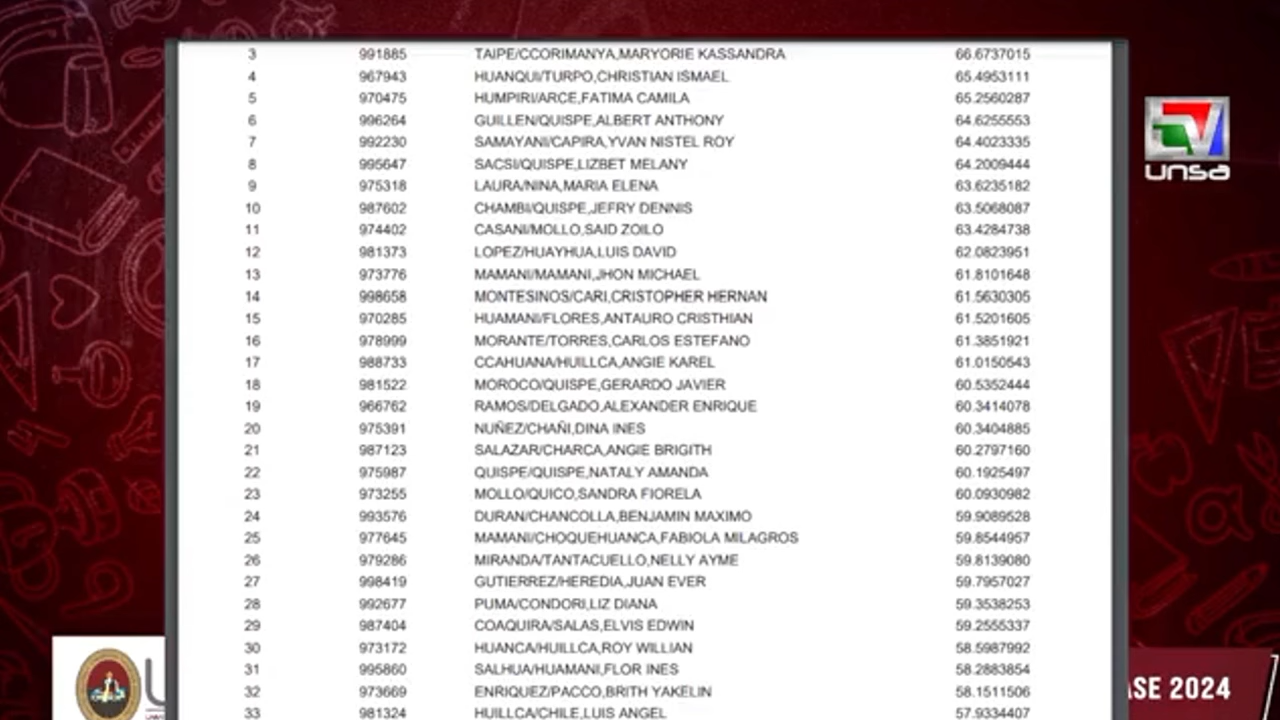 3 991885 TAIPE/CCORIMANYA,MARYORIE KASSANDRA 66.6737015
4 967943 HUANQUI/TURPO,CHRISTIAN ISMAEL 65.4953111
5 970475 HUMPIRI/ARCE,FATIMA CAMILA 65.2560287
6 996264 GUILLEN/QUISPE,ALBERT ANTHONY 64.6255553
7 992230 SAMAYANI/CAPIRA,YVAN NISTEL ROY 64.4023335
8 995647 SACSI/QUISPE,LIZBET MELANY 64.2009444
9 975318 LAURA/NINA,MARIA ELENA 63.6235182
10 987602 CHAMBI/QUISPE,JEFRY DENNIS 63.5068087
11 974402 CASANI/MOLLO,SAID ZOILO 63.4284738
12 981373 LOPEZ/HUAYHUA,LUIS DAVID 62.0823951
13 973776 MAMANI/MAMANI,JHON MICHAEL 61.8101648
14 998658 MONTESINOS/CARI,CRISTOPHER HERNAN 61.5630305
15 970285 HUAMANI/FLORES,ANTAURO CRISTHIAN 61.5201605
16 978999 MORANTE/TORRES,CARLOS ESTEFANO 61.3851921
17 988733 CCAHUANA/HUILLCA,ANGIE KAREL 61.0150543
18 981522 MOROCO/QUISPE,GERARDO JAVIER 60.5352444
19 966762 RAMOS/DELGADO,ALEXANDER ENRIQUE 60.3414078
20 975391 NUÑEZ/CHAÑI,DINA INES 60.3404885
21 987123 SALAZAR/CHARCA,ANGIE BRIGITH 60.2797160
22 975987 QUISPE/QUISPE,NATALY AMANDA 60.1925497
23 973255 MOLLO/QUICO,SANDRA FIORELA 60.0930982
24 993576 DURAN/CHANCOLLA,BENJAMIN MAXIMO 59.9089528
25 977645 MAMANI/CHOQUEHUANCA,FABIOLA MILAGROS 59.8544957
26 979286 MIRANDA/TANTACUELLO,NELLY AYME 59.8139080
27 998419 GUTIERREZ/HEREDIA,JUAN EVER 59.7957027
28 992677 PUMA/CONDORI,LIZ DIANA 59.3538253
29 987404 COAQUIRA/SALAS,ELVIS EDWIN 59.2555337
30 973172 HUANCA/HUILLCA,ROY WILLIAN 58.5987992
31 995860 SALHUA/HUAMANI,FLOR INES 58.2883854
32 973669 ENRIQUEZ/PACCO,BRITH YAKELIN 58.1511506
33 981324 HUILLCA/CHILE,LUIS ANGEL 57.9334407
TV
unsa
ASE 2024